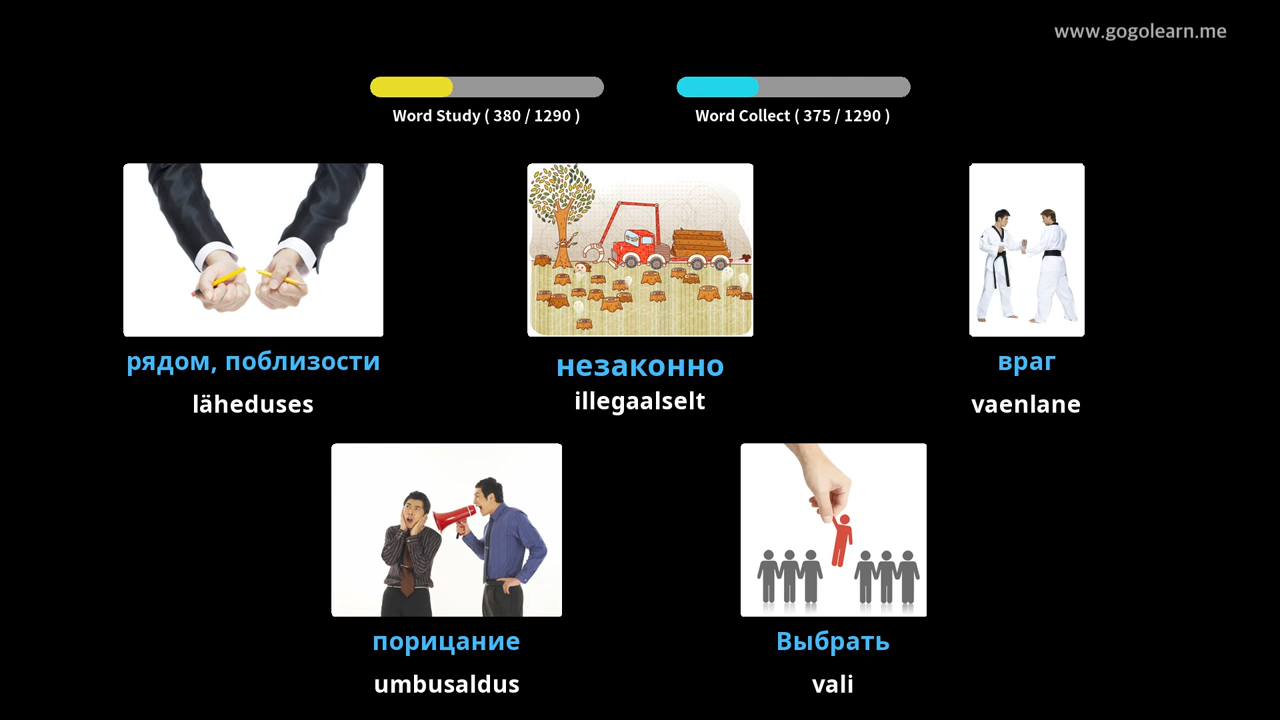 www.gogolearn.me
Word Study ( 380 / 1290 )
Word Collect ( 375 / 1290 )
рядом, поблизости
läheduses
незаконно
illegaalselt
враг
vaenlane
порицание
umbusaldus
Выбрать
vali